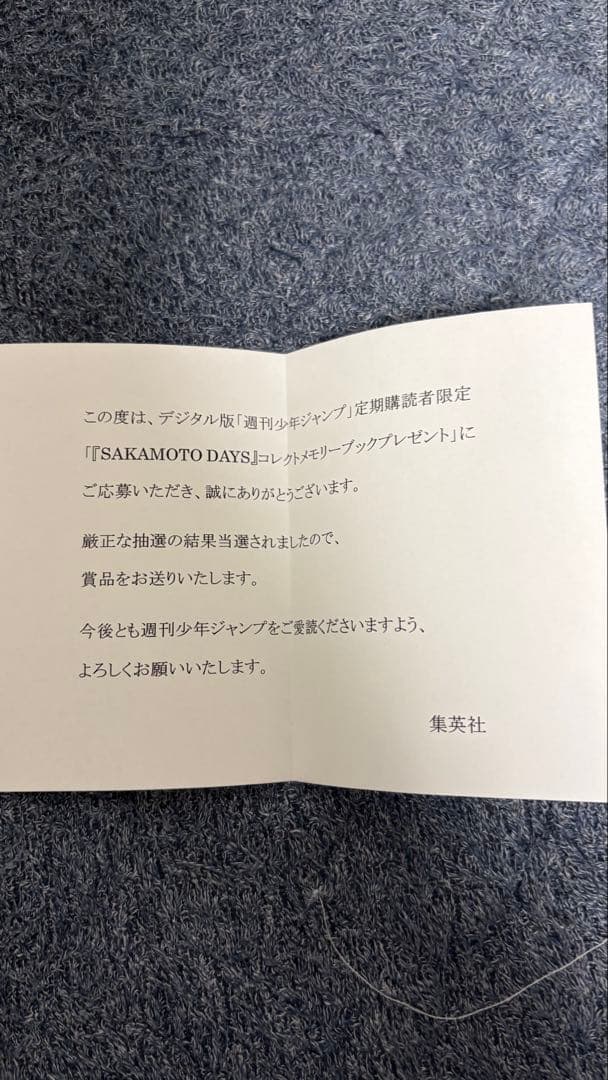 この度は、デジタル版「週刊少年ジャンプ」定期購読者限定
「『SAKAMOTO DAYS』コレクトメモリーブックプレゼント」に
ご応募いただき、誠にありがとうございます。
厳正な抽選の結果当選されましたので、
賞品をお送りいたします。
今後とも週刊少年ジャンプをご愛読くださいますよう、
よろしくお願いいたします。
集英社